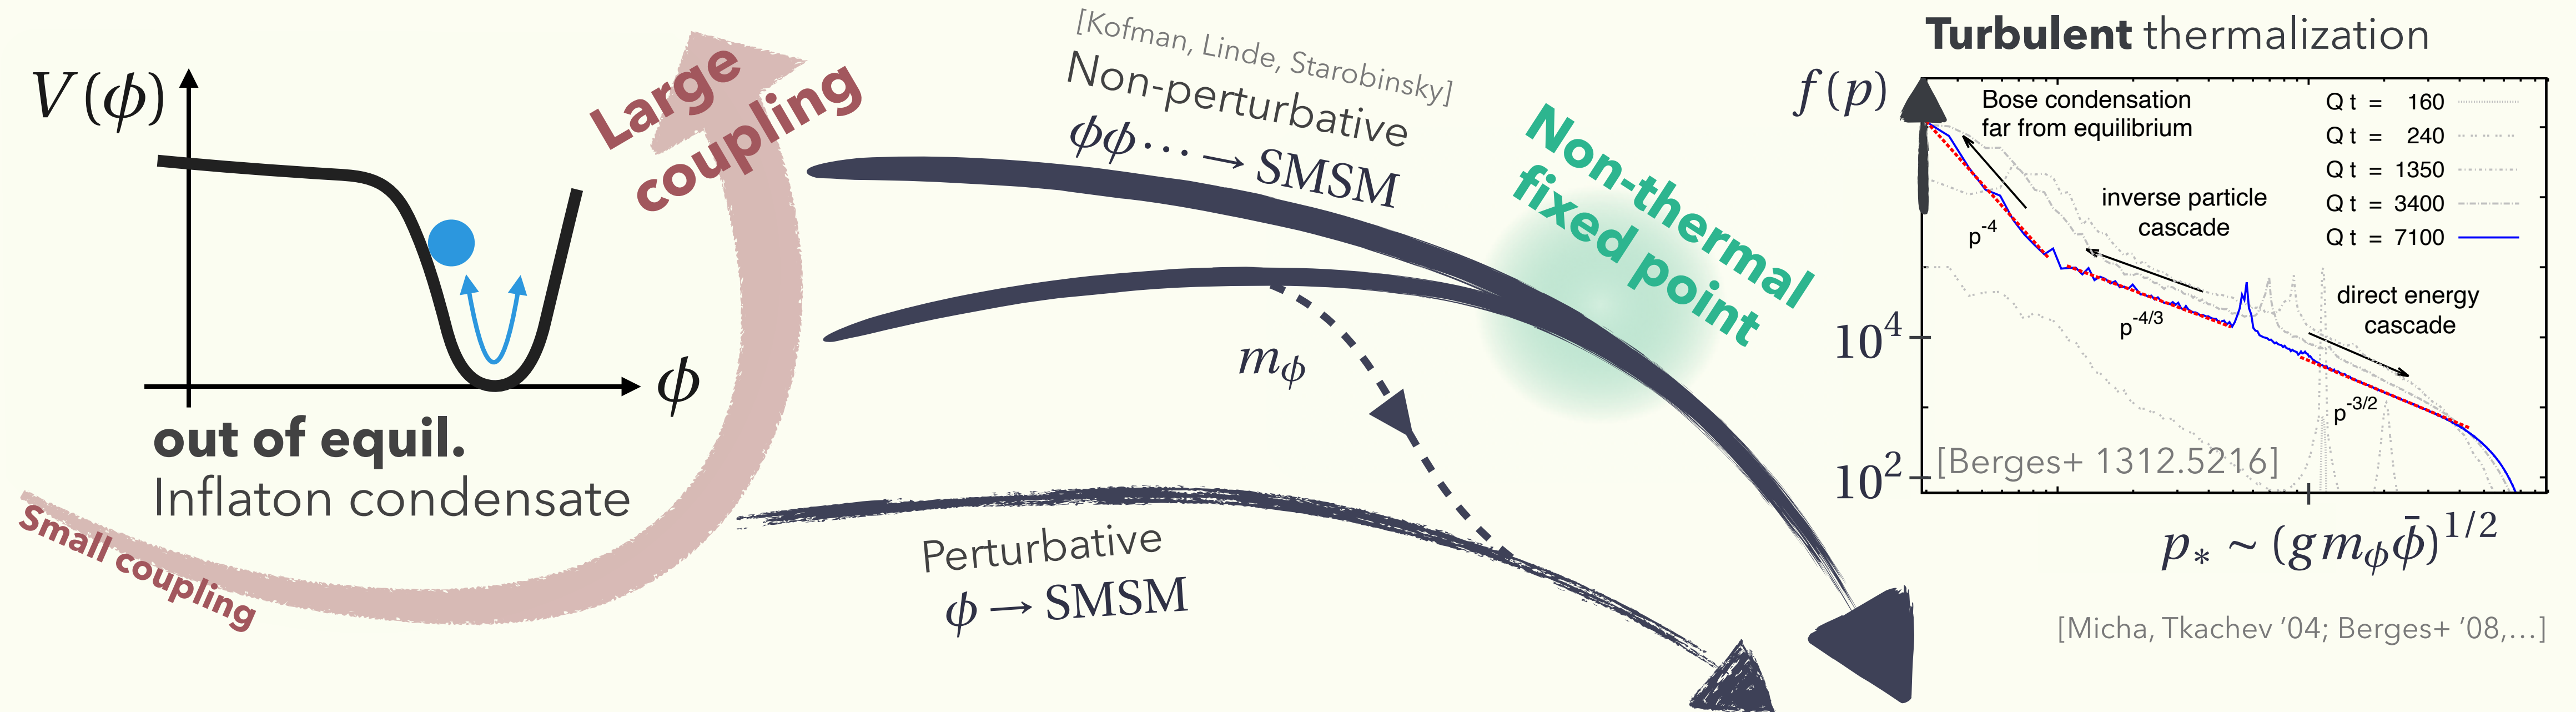 V(ϕ)
ϕ
out of equil.
Inflaton condensate
Small coupling
Large
coupling
[Kofman, Linde, Starobinsky]
Non-perturbative
ϕϕ⋯ → SMSM
Non-thermal
fixed point
m_ϕ
Perturbative
ϕ → SMSM
Turbulent thermalization
f(p)
10^4
10^2
Bose condensation
far from equilibrium
Q t = 160
Q t = 240
Q t = 1350
Q t = 3400
Q t = 7100
inverse particle
cascade
direct energy
cascade
p^-4
p^-4/3
p^-3/2
[Berges+ 1312.5216]
p_* ~ (g m_ϕ ϕ̄)^1/2
[Micha, Tkachev ’04; Berges+ ’08,…]